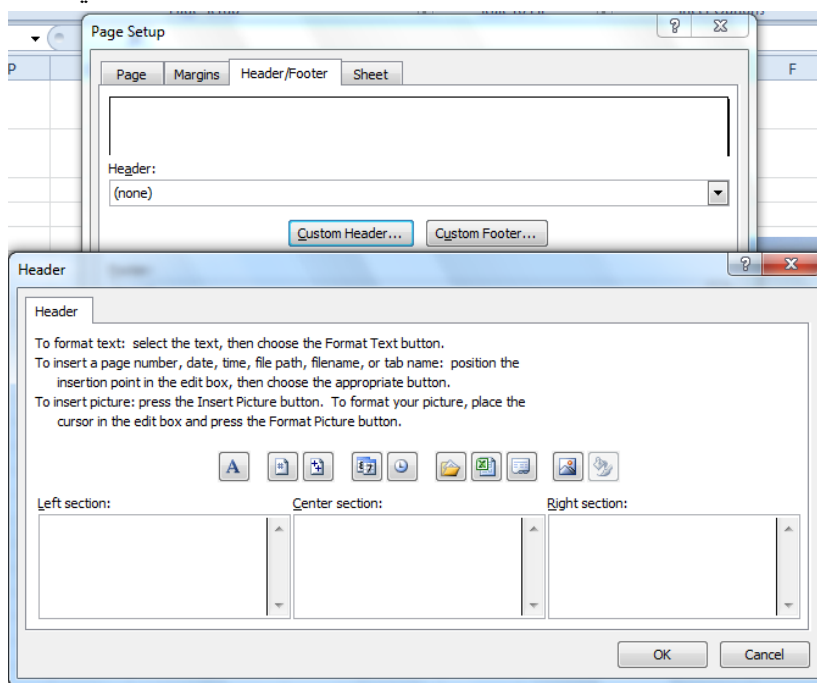 Page Setup
P
F
Page Margins Header/Footer Sheet
Header:
(none)
Custom Header... Custom Footer...
Header
Header
To format text: select the text, then choose the Format Text button.
To insert a page number, date, time, file path, filename, or tab name: position the
insertion point in the edit box, then choose the appropriate button.
To insert picture: press the Insert Picture button. To format your picture, place the
cursor in the edit box and press the Format Picture button.
A
Left section: Center section: Right section:
OK Cancel